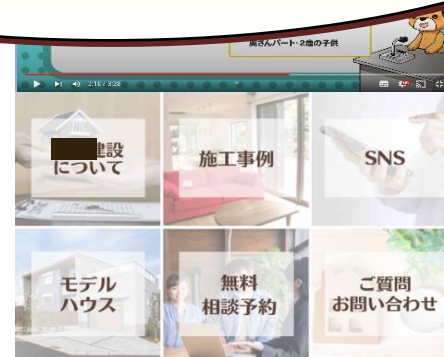 奥さんパート・2歳の子供
2:10 / 3:28
建設
について
施工事例
SNS
モデル
ハウス
無料
相談予約
ご質問
お問い合わせ